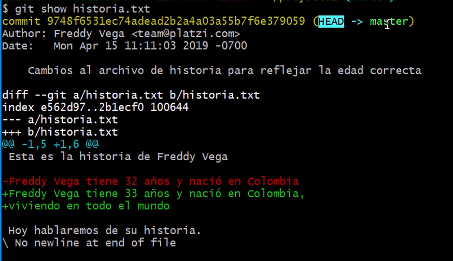 $ git show historia.txt
commit 9748f6531ec74adead2b2a4a03a55b7f6e379059 (HEAD -> master)
Author: Freddy Vega <team@platzi.com>
Date:   Mon Apr 15 11:11:03 2019 -0700

    Cambios al archivo de historia para reflejar la edad correcta

diff --git a/historia.txt b/historia.txt
index e562d97..2b1ecf0 100644
--- a/historia.txt
+++ b/historia.txt
@@ -1,5 +1,6 @@
 Esta es la historia de Freddy Vega

-Freddy Vega tiene 32 años y nació en Colombia
+Freddy Vega tiene 33 años y nació en Colombia,
+viviendo en todo el mundo

 Hoy hablaremos de su historia.
\ No newline at end of file